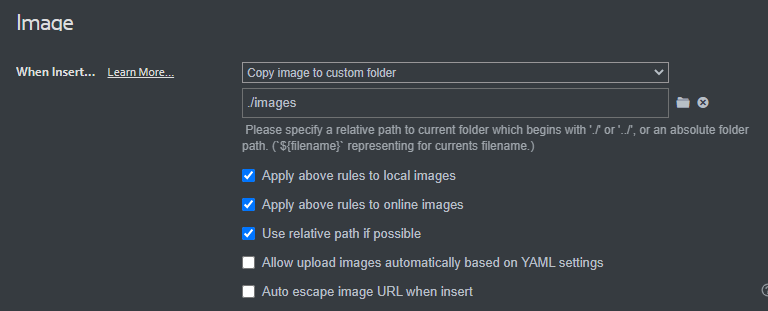 Image
When Insert... Learn More...
Copy image to custom folder
./images
Please specify a relative path to current folder which begins with './' or '../', or an absolute folder
path. (`${filename}` representing for currents filename.)
Apply above rules to local images
Apply above rules to online images
Use relative path if possible
Allow upload images automatically based on YAML settings
Auto escape image URL when insert